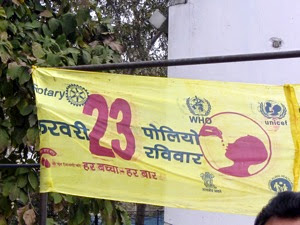 Rotary
WHO
unicef
फरवरी 23 पोलियो
रविवार
हर बच्चा - हर बार